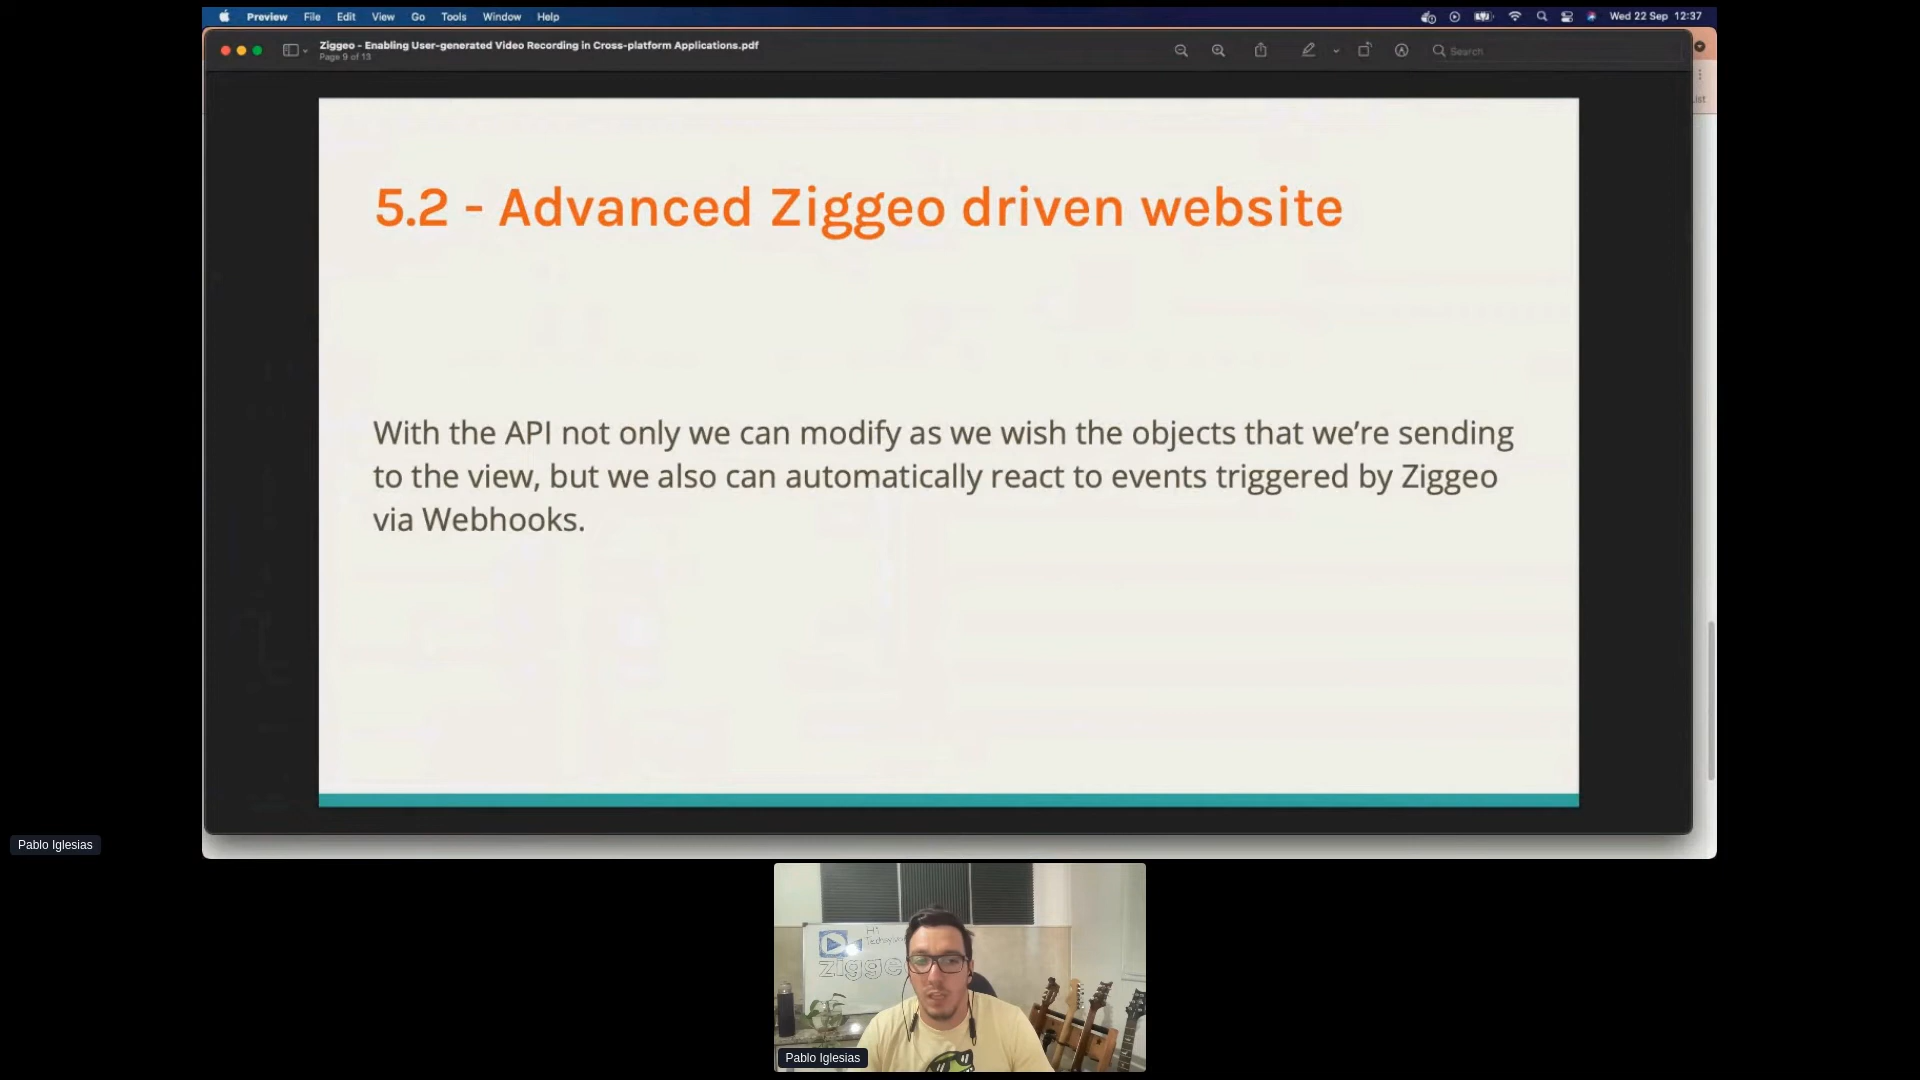 Preview File Edit View Go Tools Window Help Wed 22 Sep 12:37
Ziggeo - Enabling User-generated Video Recording in Cross-platform Applications.pdf
Page 9 of 13
Search
List
5.2 - Advanced Ziggeo driven website
With the API not only we can modify as we wish the objects that we’re sending
to the view, but we also can automatically react to events triggered by Ziggeo
via Webhooks.
Pablo Iglesias
Hi
ziggeo
Pablo Iglesias